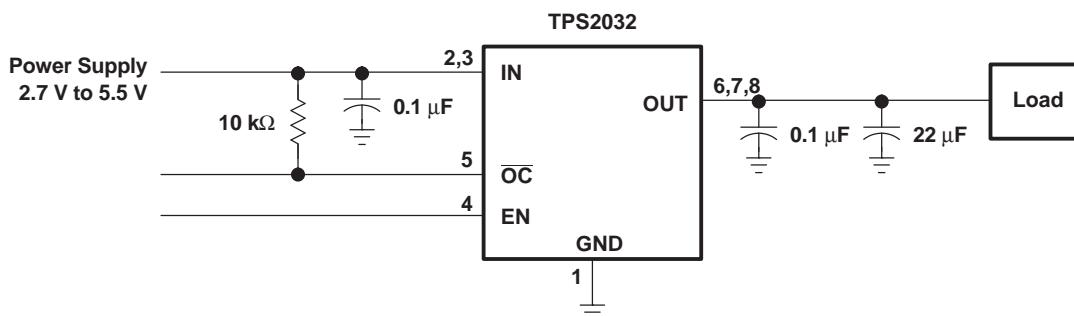 TPS2032
Power Supply
2.7 V to 5.5 V
2,3
IN
10 kΩ
0.1 μF
OUT
6,7,8
0.1 μF
22 μF
Load
5
O̅C̅
4
EN
GND
1